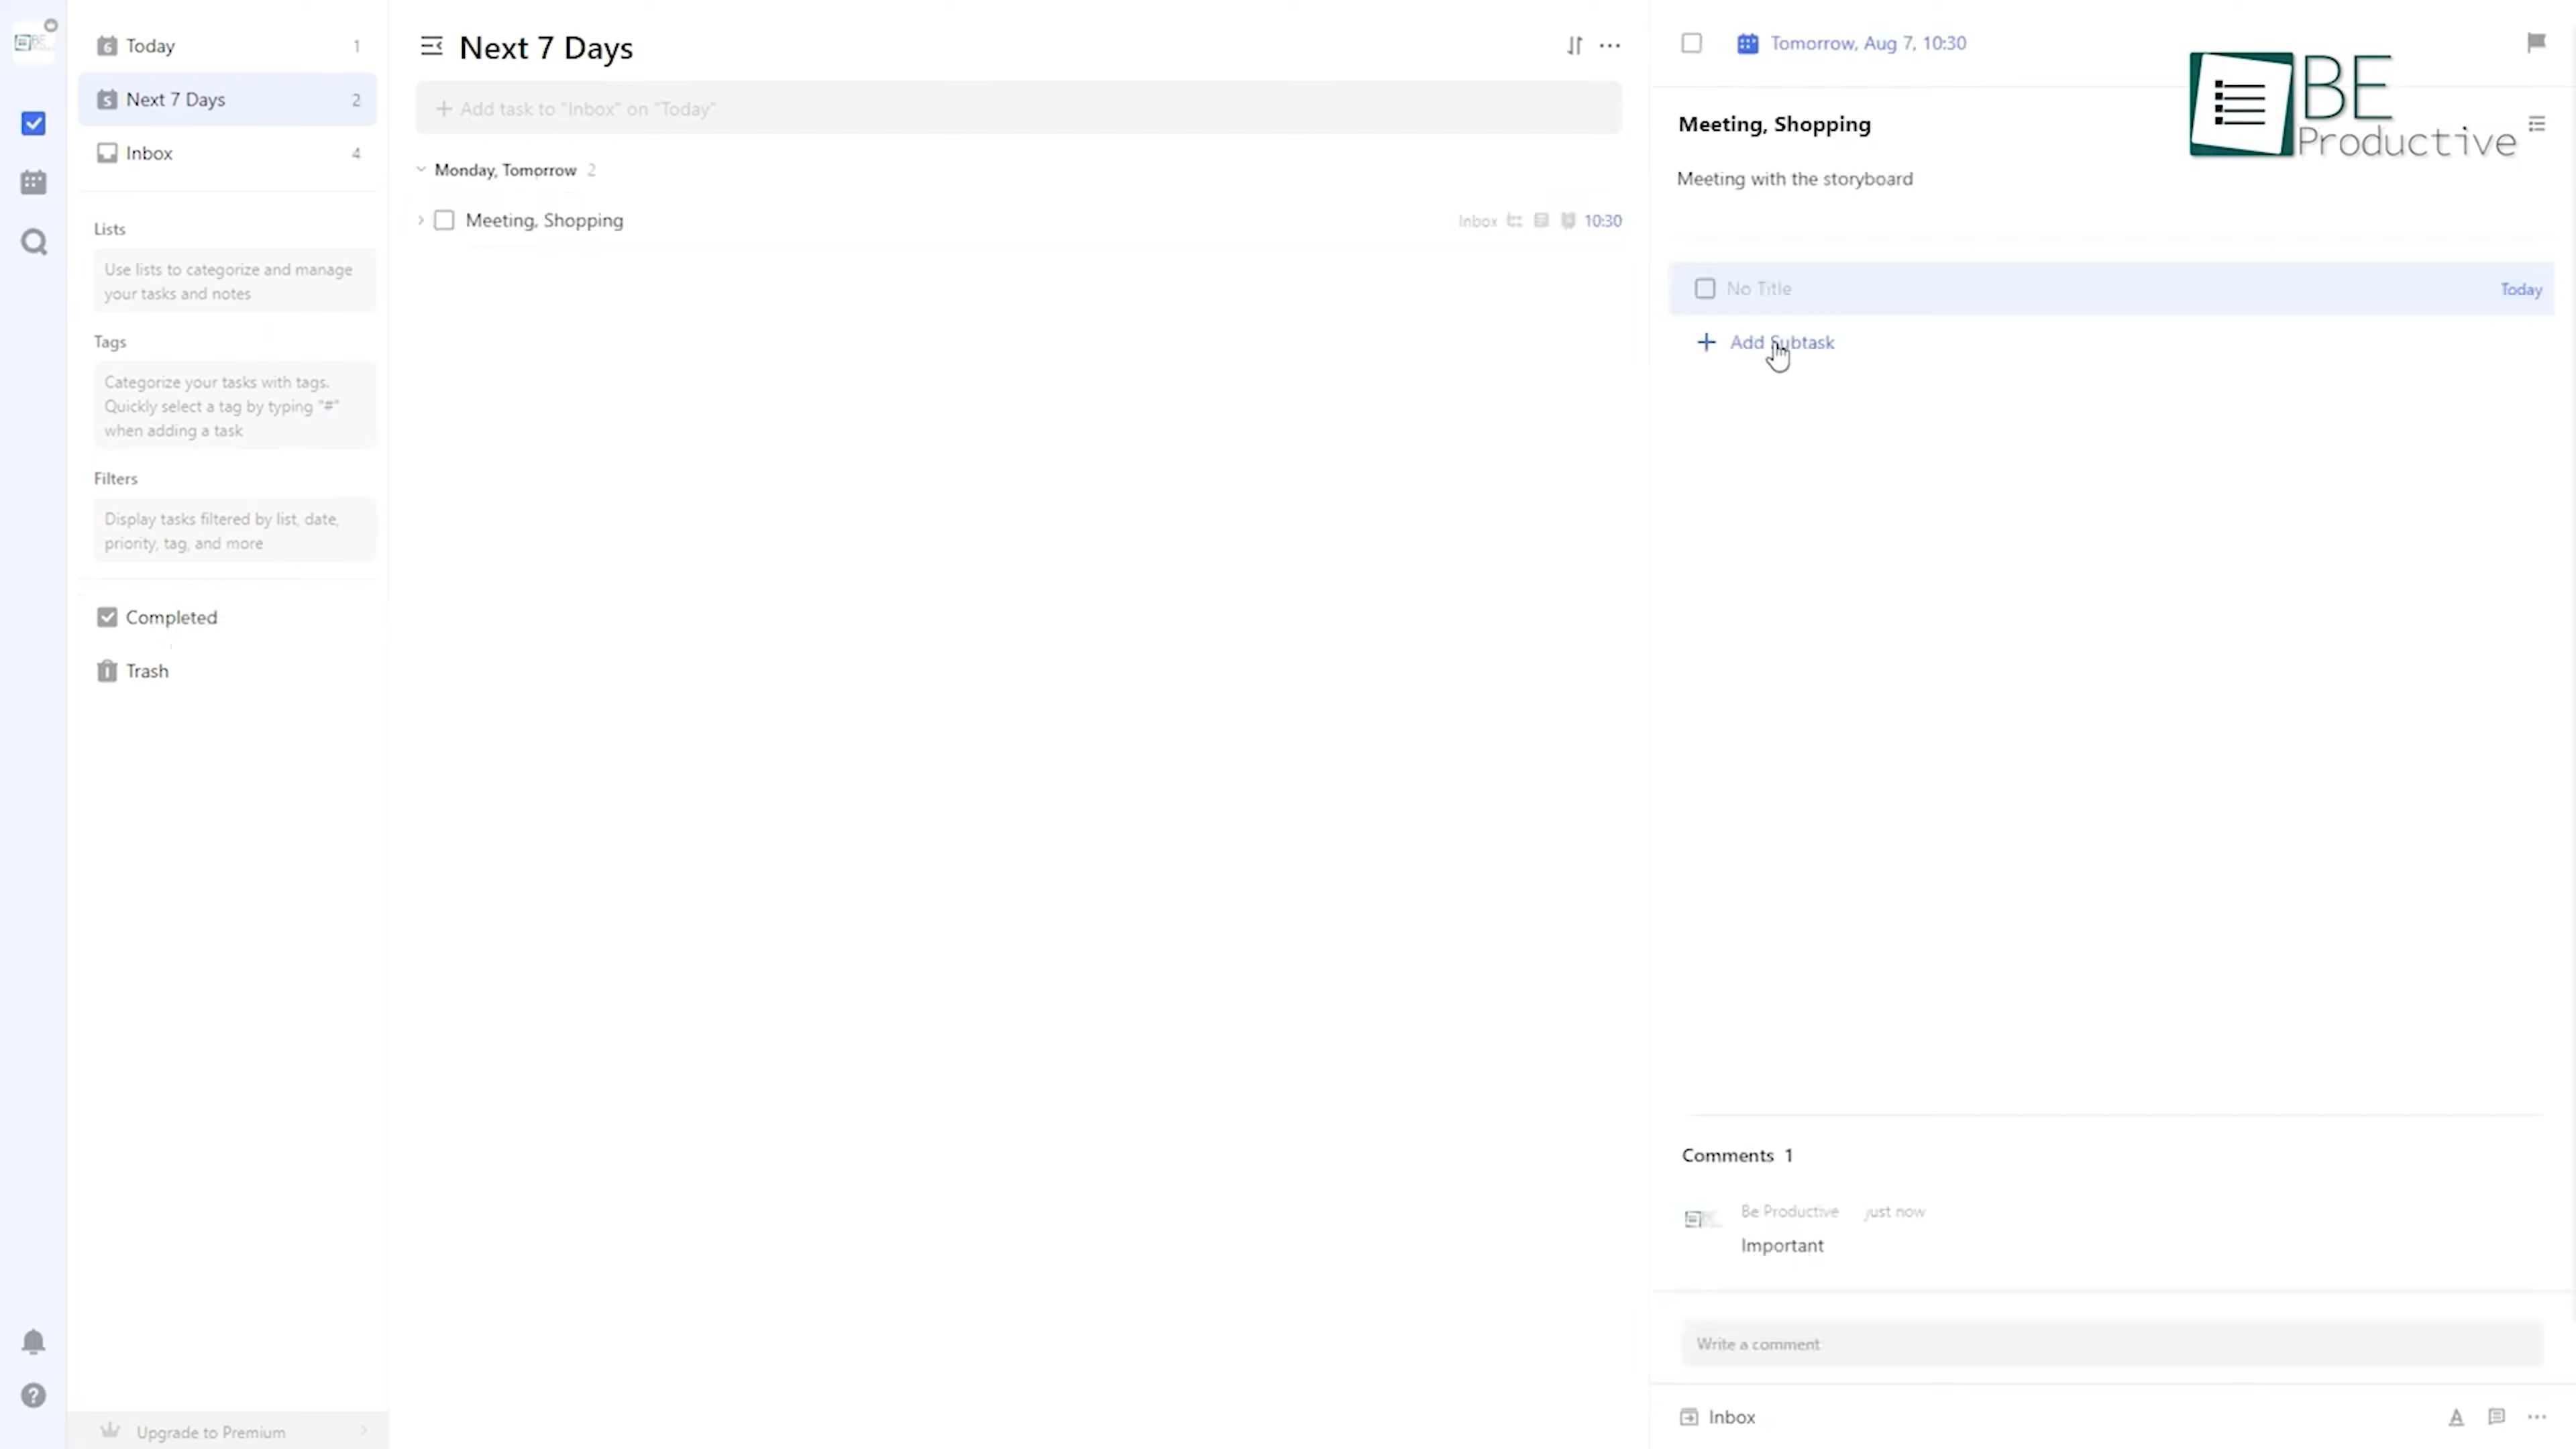 Today 1
Next 7 Days 2
Inbox 4
Lists
Use lists to categorize and manage
your tasks and notes
Tags
Categorize your tasks with tags.
Quickly select a tag by typing "#"
when adding a task
Filters
Display tasks filtered by list, date,
priority, tag, and more
Completed
Trash
Upgrade to Premium
Next 7 Days
+ Add task to "Inbox" on "Today"
Monday, Tomorrow 2
Meeting, Shopping Inbox 10:30
Tomorrow, Aug 7, 10:30
BE
Productive
Meeting, Shopping
Meeting with the storyboard
No Title Today
+ Add Subtask
Comments 1
Be Productive just now
Important
Write a comment
Inbox